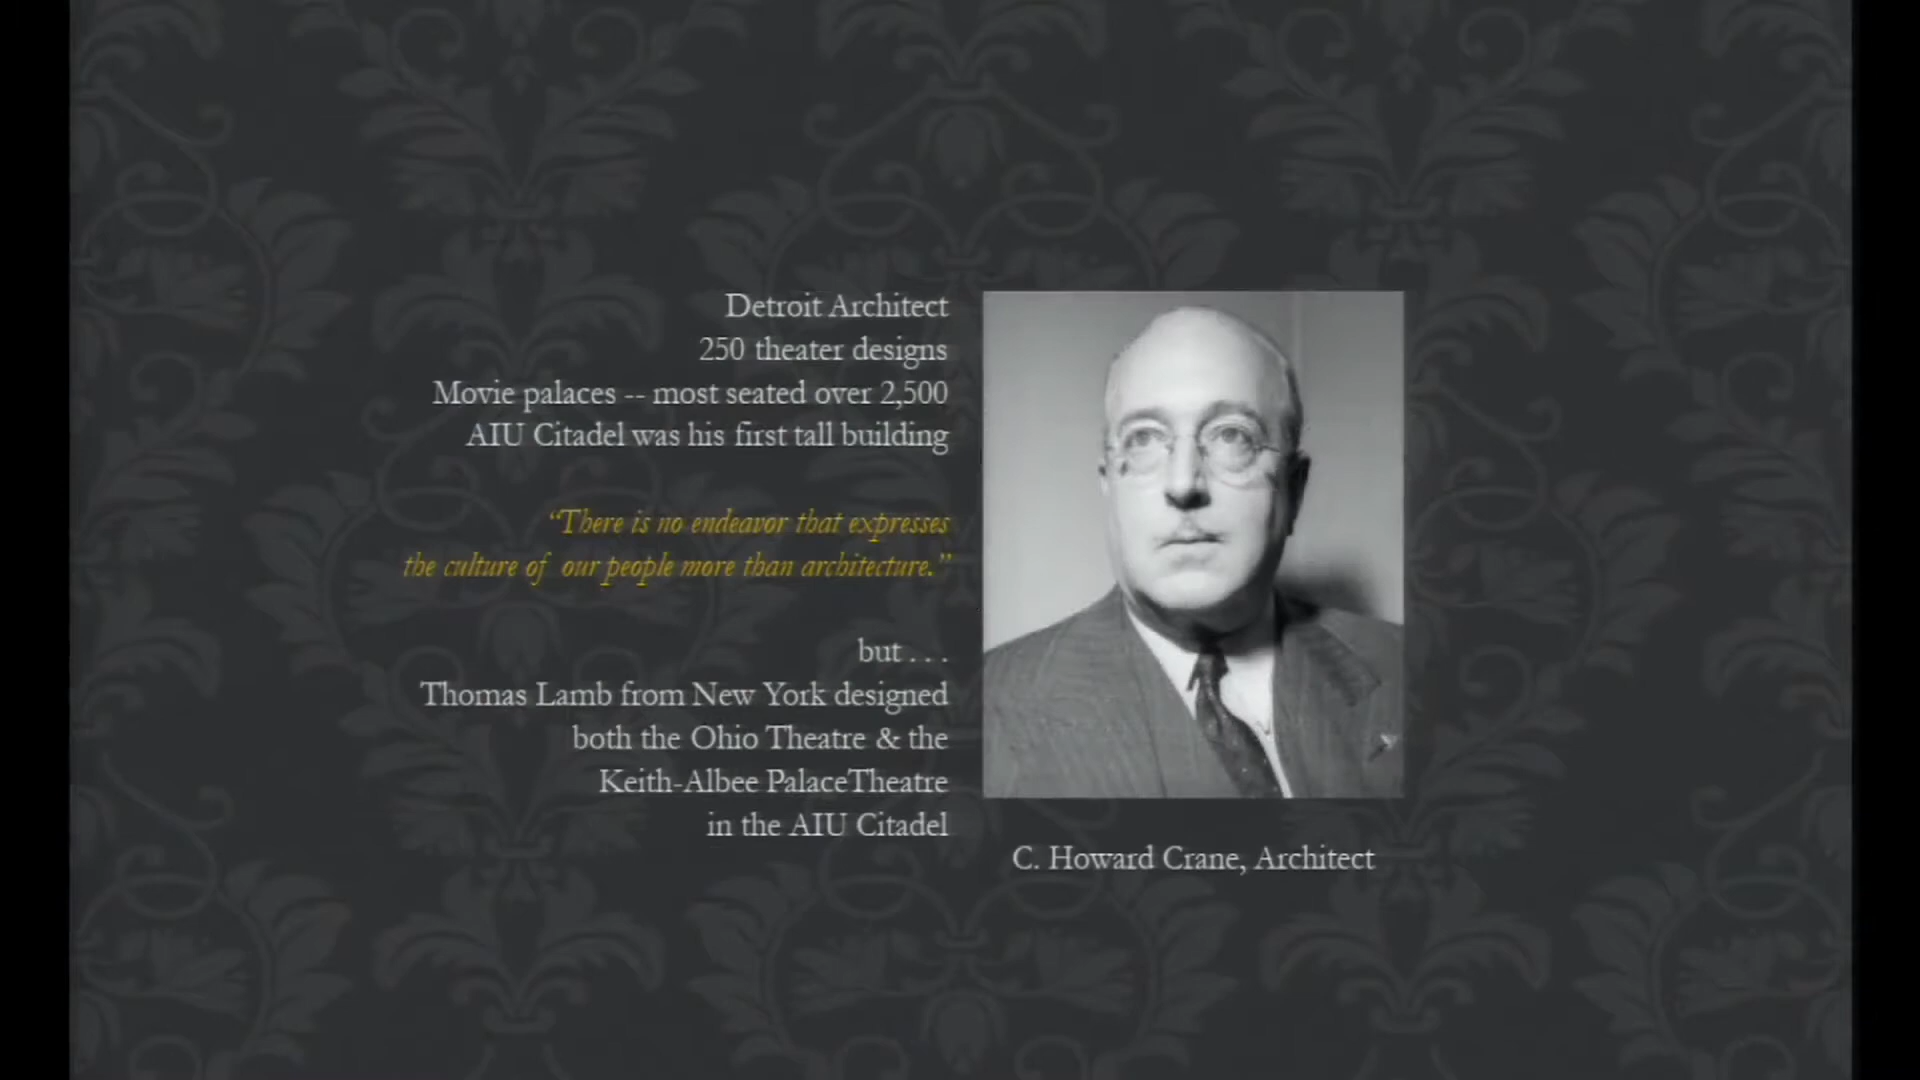 Detroit Architect
250 theater designs
Movie palaces -- most seated over 2,500
AIU Citadel was his first tall building
“There is no endeavor that expresses
the culture of our people more than architecture.”
but . . .
Thomas Lamb from New York designed
both the Ohio Theatre & the
Keith-Albee PalaceTheatre
in the AIU Citadel
C. Howard Crane, Architect